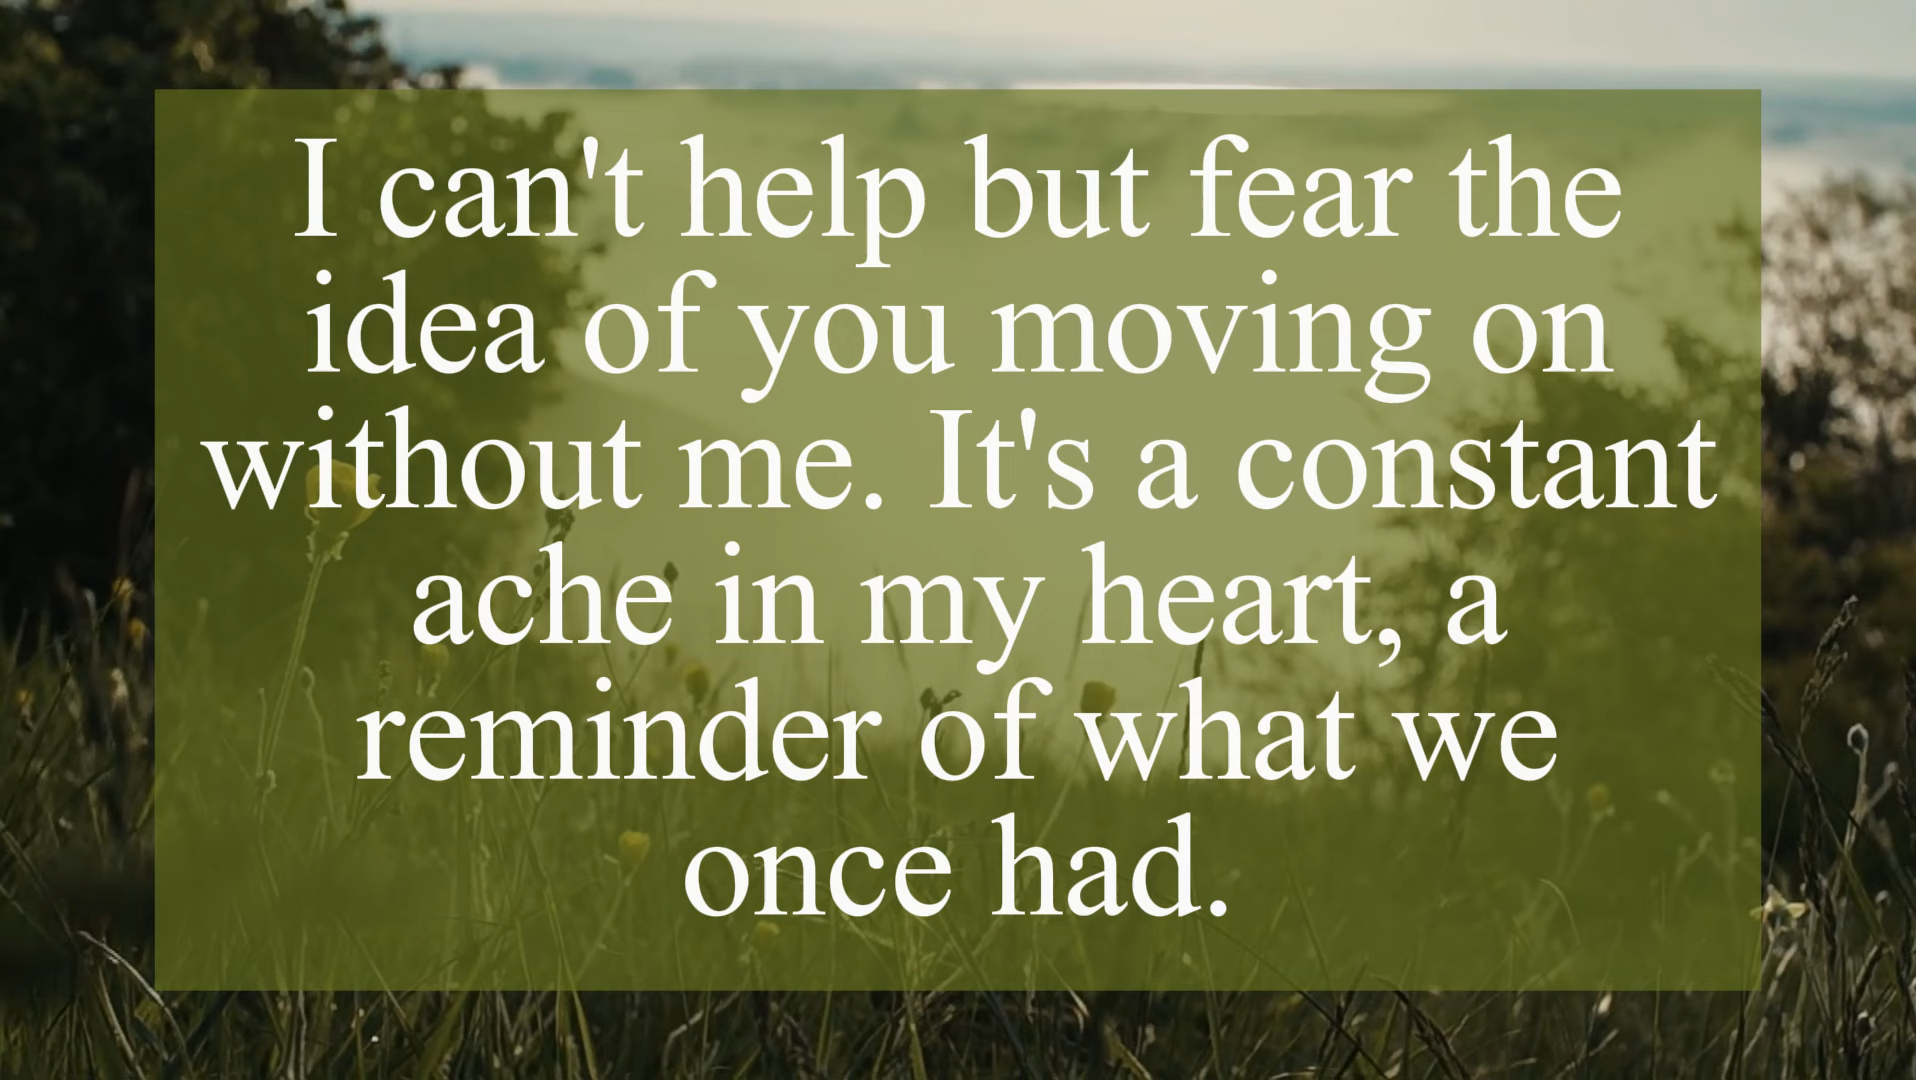 I can't help but fear the
idea of you moving on
without me. It's a constant
ache in my heart, a
reminder of what we
once had.